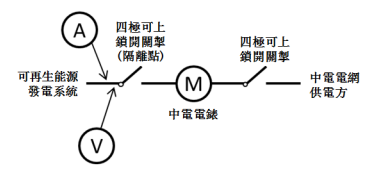 A
四極可上
鎖開關掣
(隔離點)
四極可上
鎖開關掣
可再生能源
發電系統
M
中電電網
供電方
中電電錶
V